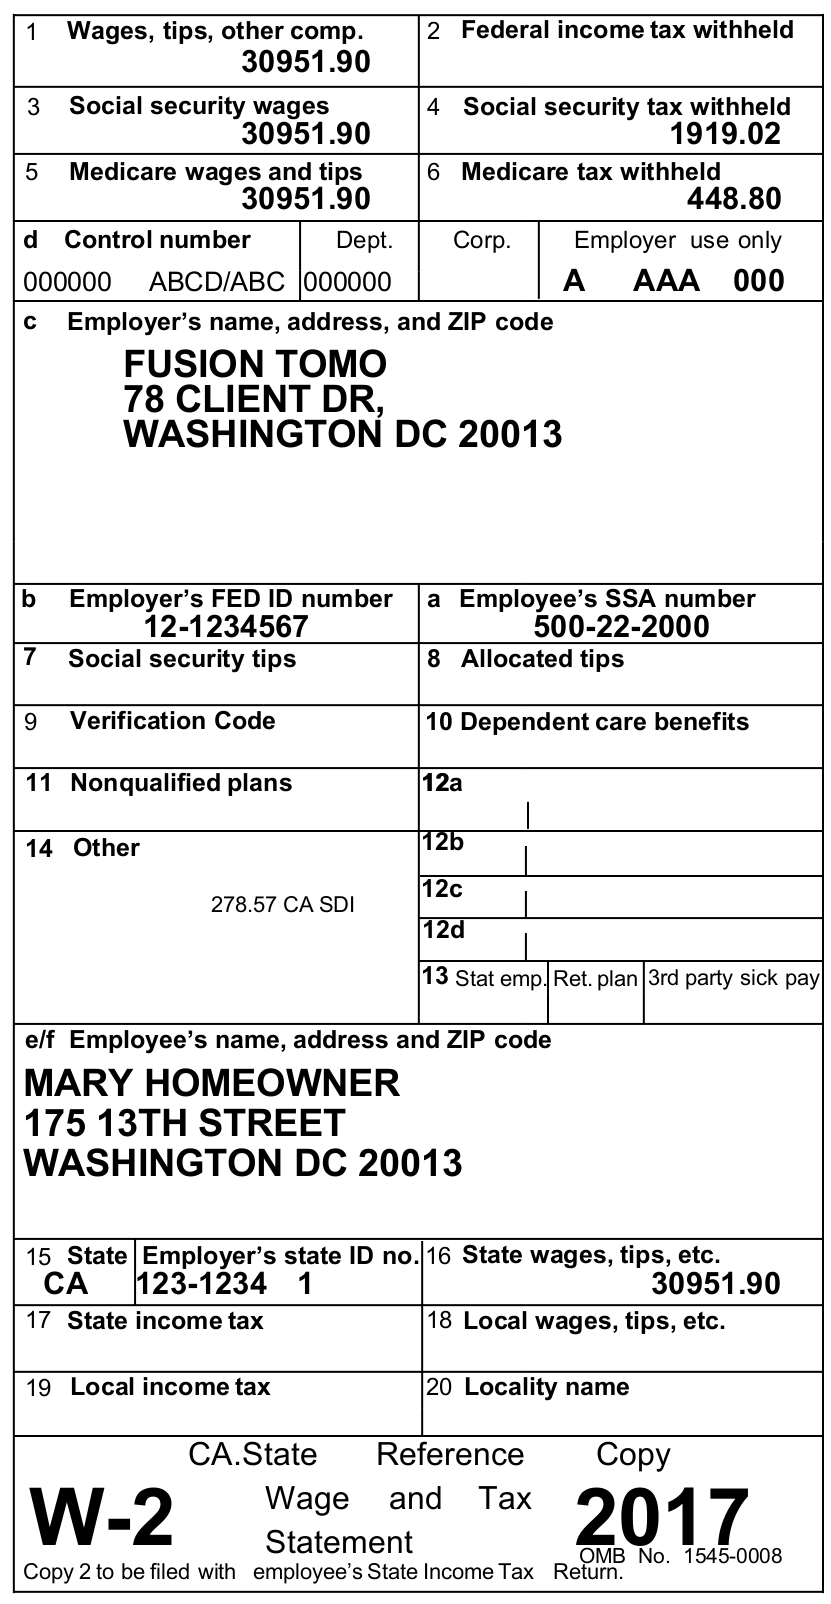 1 Wages, tips, other comp.
30951.90
2 Federal income tax withheld
3 Social security wages
30951.90
4 Social security tax withheld
1919.02
5 Medicare wages and tips
30951.90
6 Medicare tax withheld
448.80
d Control number
000000 ABCD/ABC
Dept.
000000
Corp.
Employer use only
A AAA 000
c Employer’s name, address, and ZIP code
FUSION TOMO
78 CLIENT DR,
WASHINGTON DC 20013
b Employer’s FED ID number
12-1234567
a Employee’s SSA number
500-22-2000
7 Social security tips
8 Allocated tips
9 Verification Code
10 Dependent care benefits
11 Nonqualified plans
12a
14 Other
278.57 CA SDI
12b
12c
12d
13 Stat emp. Ret. plan 3rd party sick pay
e/f Employee’s name, address and ZIP code
MARY HOMEOWNER
175 13TH STREET
WASHINGTON DC 20013
15 State
CA
Employer’s state ID no.
123-1234 1
16 State wages, tips, etc.
30951.90
17 State income tax
18 Local wages, tips, etc.
19 Local income tax
20 Locality name
CA.State Reference Copy
W-2
Wage and Tax
Statement
2017
OMB No. 1545-0008
Copy 2 to be filed with employee’s State Income Tax Return.